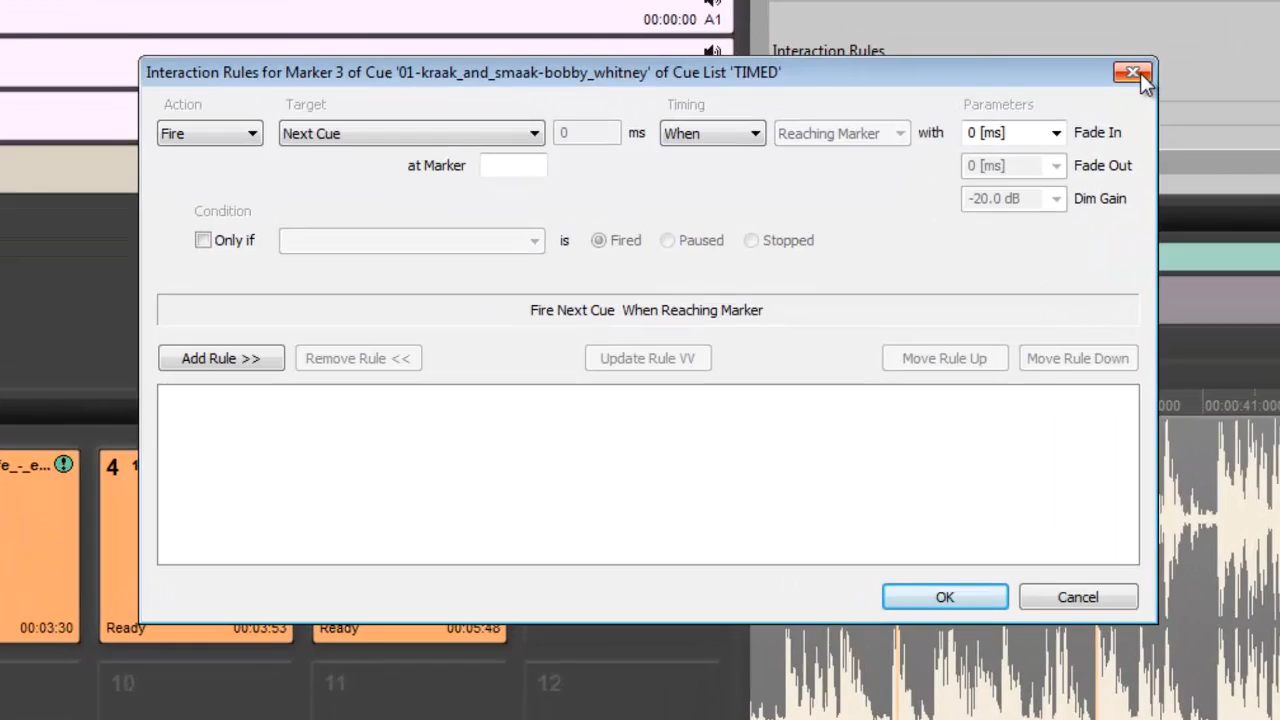 00:00:00 A1
Interaction Rules
Interaction Rules for Marker 3 of Cue '01-kraak_and_smaak-bobby_whitney' of Cue List 'TIMED'
Action Target Timing Parameters
Fire Next Cue 0 ms When Reaching Marker with 0 [ms] Fade In
at Marker 0 [ms] Fade Out
-20.0 dB Dim Gain
Condition
Only if is Fired Paused Stopped
Fire Next Cue When Reaching Marker
Add Rule >> Remove Rule << Update Rule VV Move Rule Up Move Rule Down
000 00:00:41:000
fe_-_e... 4 1
OK Cancel
00:03:30 Ready 00:03:53 Ready 00:05:48
10 11 12